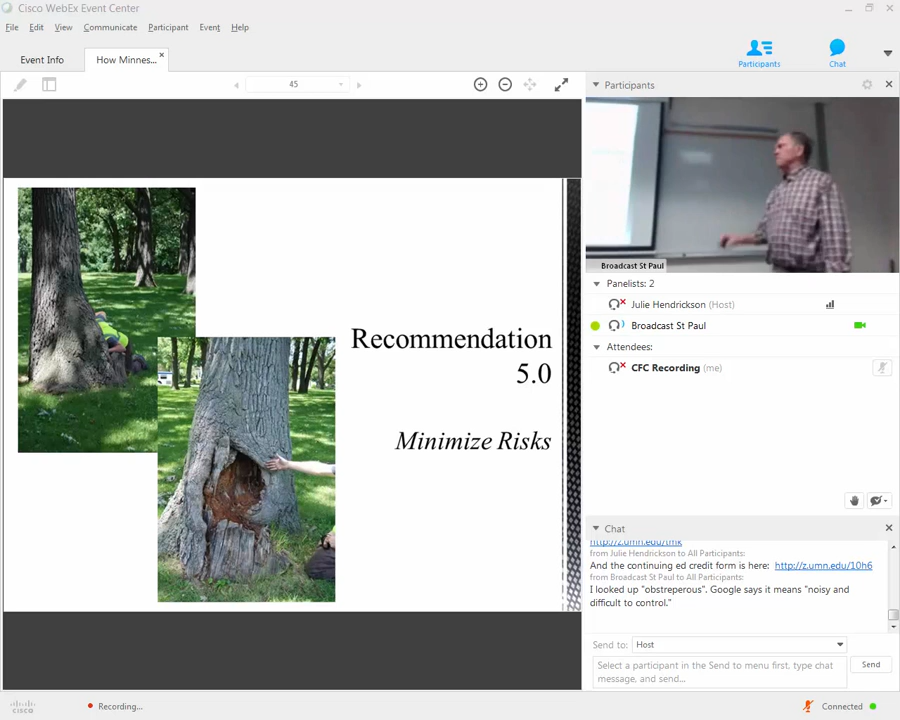 Cisco WebEx Event Center
File Edit View Communicate Participant Event Help
Event Info
How Minnes...
Participants
Chat
45
Participants
Broadcast St Paul
Panelists: 2
Julie Hendrickson (Host)
Broadcast St Paul
Attendees:
CFC Recording (me)
Recommendation
5.0
Minimize Risks
Chat
http://z.umn.edu/tmk
from Julie Hendrickson to All Participants:
And the continuing ed credit form is here: http://z.umn.edu/10h6
from Broadcast St Paul to All Participants:
I looked up "obstreperous". Google says it means "noisy and
difficult to control."
Send to: Host
Select a participant in the Send to menu first, type chat
message, and send...
Send
cisco
Recording...
Connected